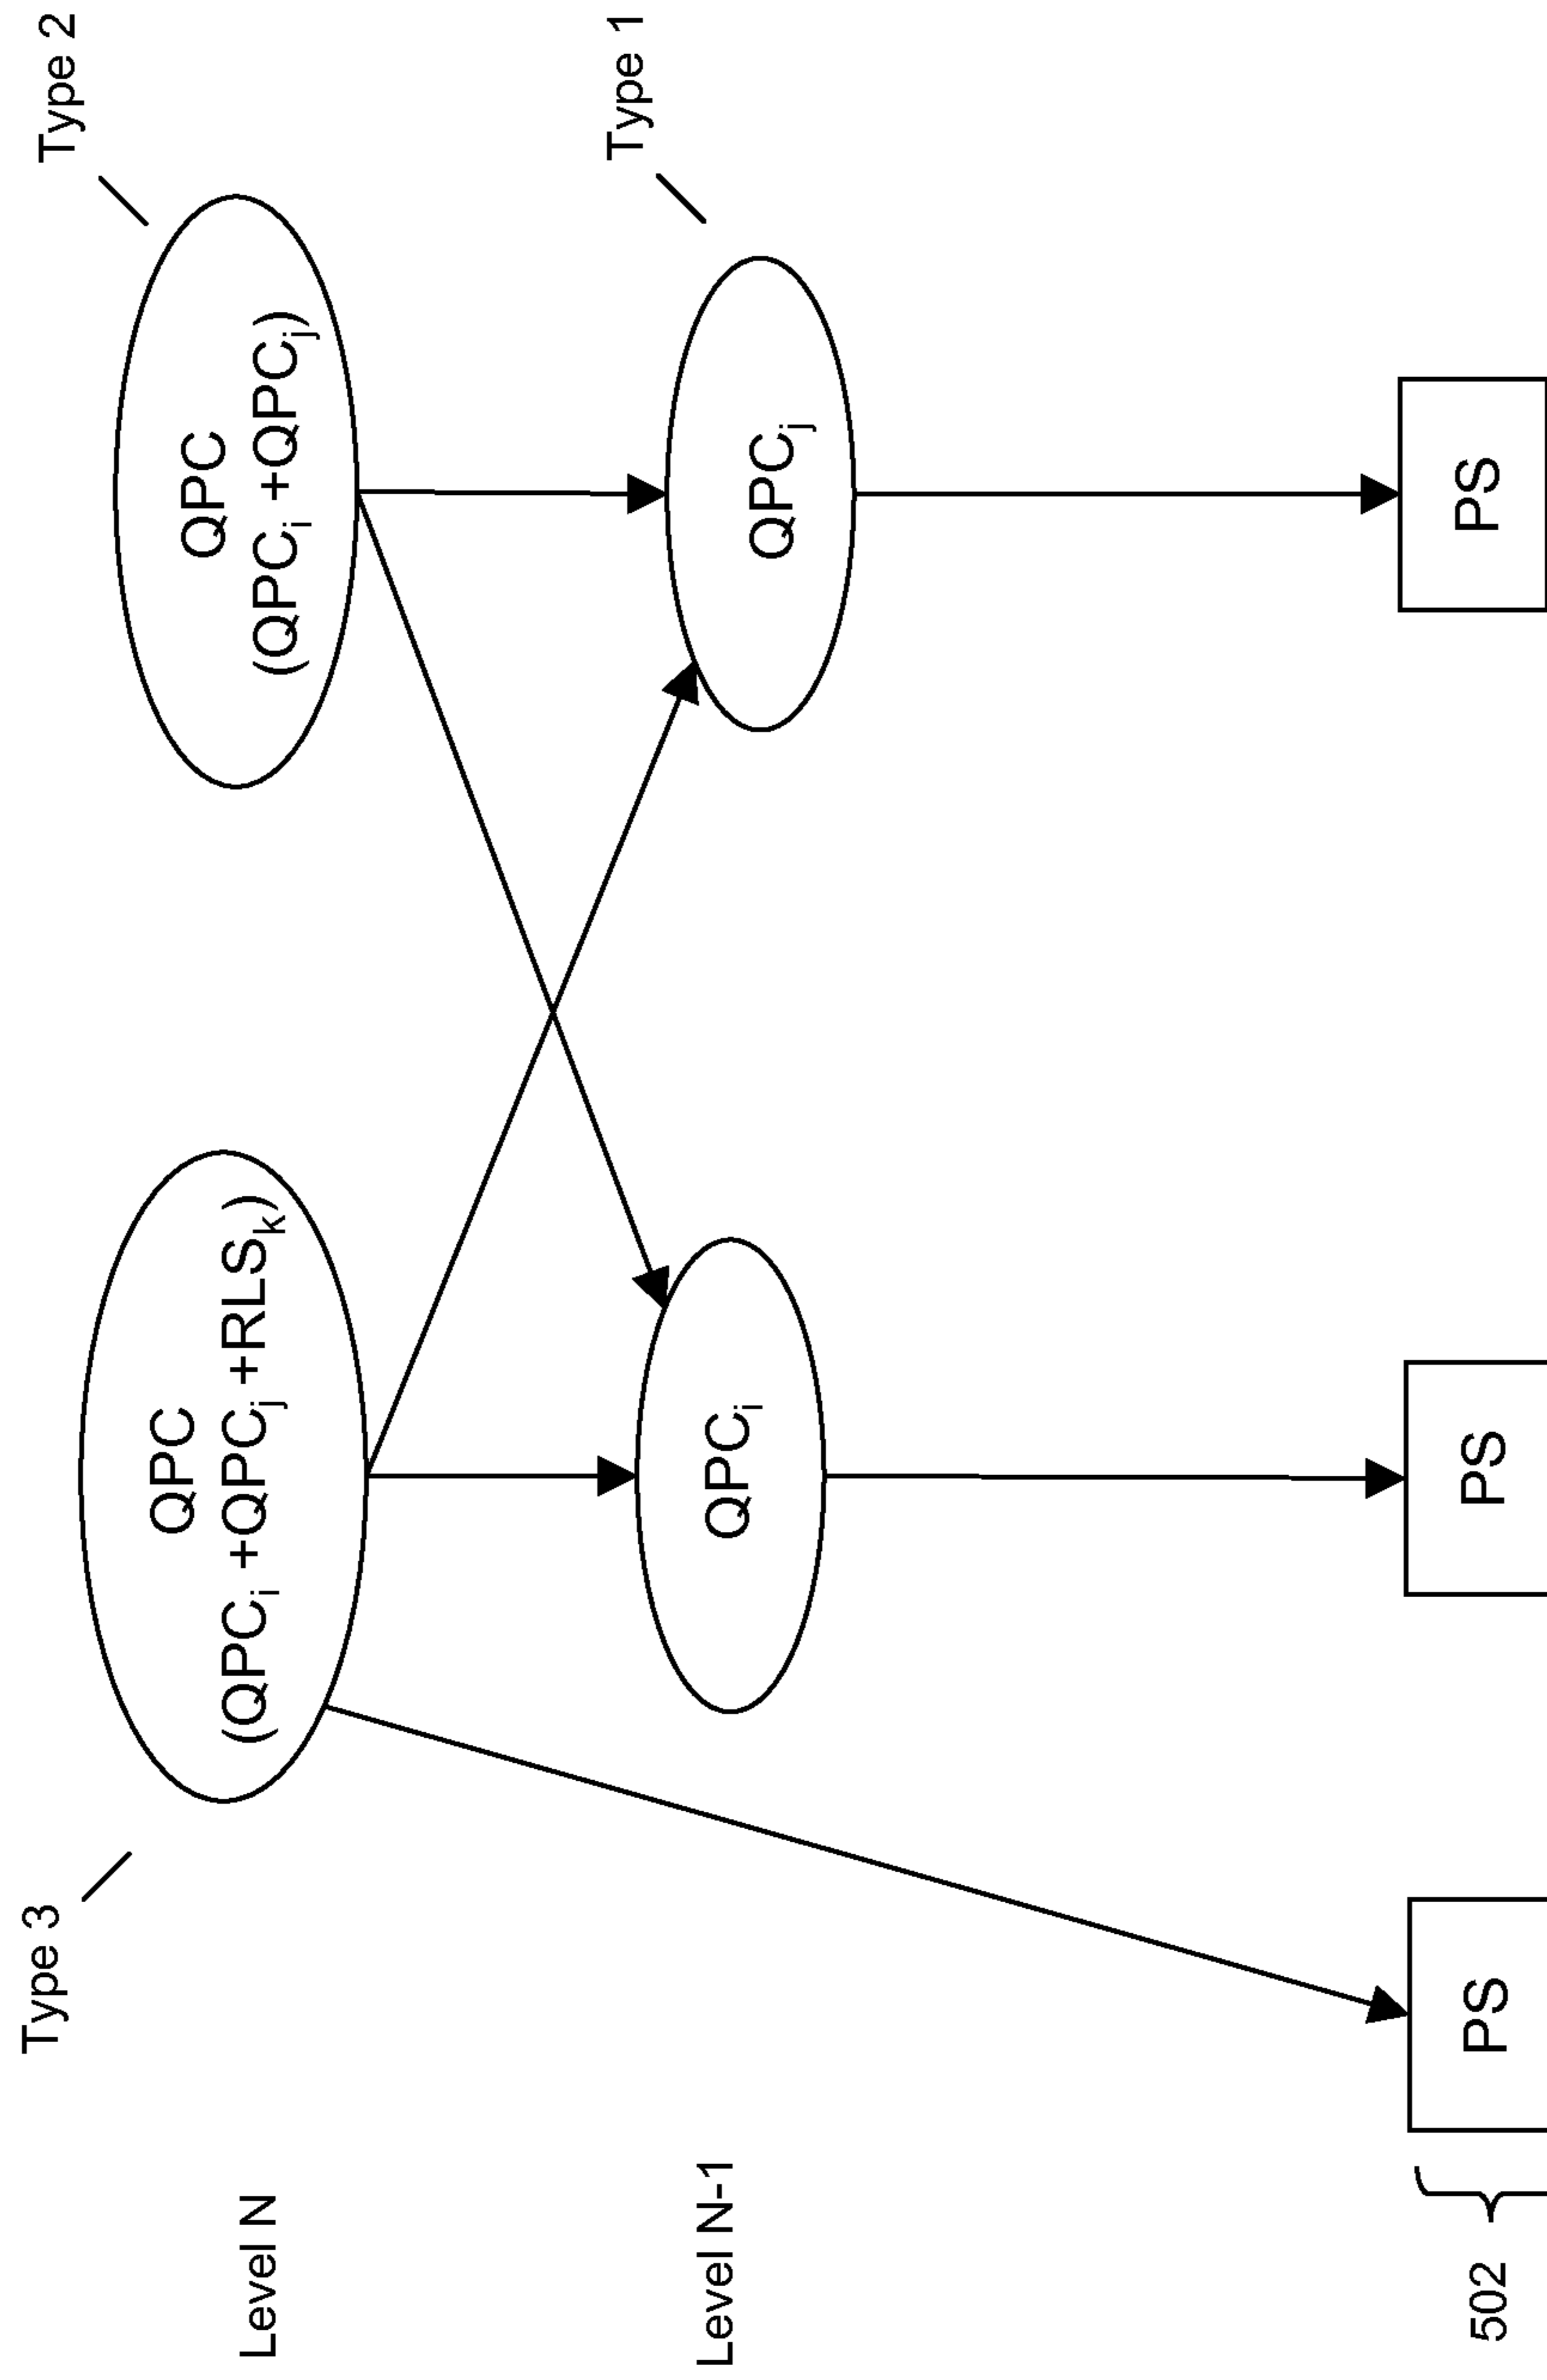 Type 3
Type 2
Level N
QPC
(QPCi +QPCj +RLSk)
QPC
(QPCi +QPCj)
Type 1
Level N-1
QPCi
QPCj
502
PS
PS
PS